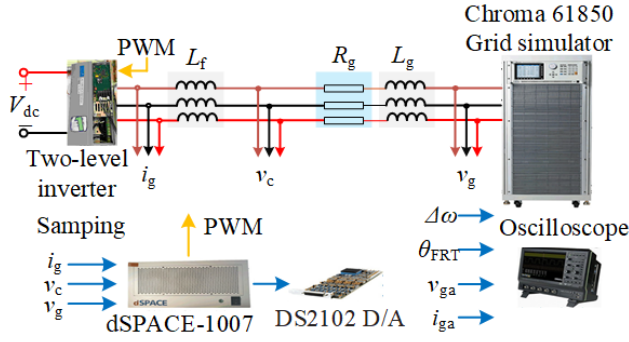 Chroma 61850
Grid simulator
PWM
L_f
R_g
L_g
+
V_dc
−
Two-level
inverter
i_g
v_c
v_g
Samping
PWM
Δω
Oscilloscope
i_g
v_c
v_g
θ_FRT
v_ga
i_ga
dSPACE
dSPACE-1007
DS2102 D/A